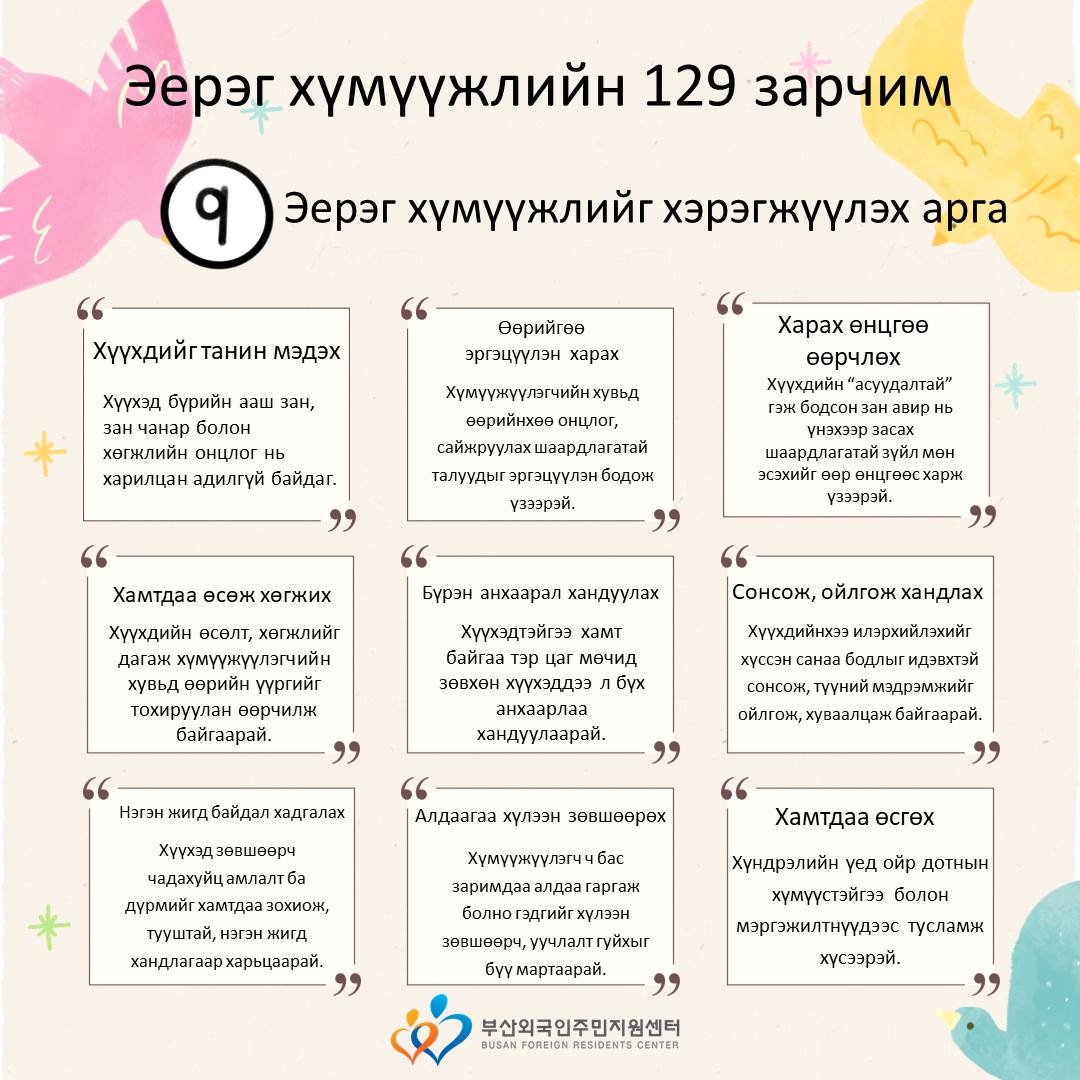 Эерэг хүмүүжлийн 129 зарчим
9 Эерэг хүмүүжлийг хэрэгжүүлэх арга
Хүүхдийг танин мэдэх
Хүүхэд бүрийн ааш зан,
зан чанар болон
хөгжлийн онцлог нь
харилцан адилгүй байдаг.
Өөрийгөө
эргэцүүлэн харах
Хүмүүжүүлэгчийн хувьд
өөрийнхөө онцлог,
сайжруулах шаардлагатай
талуудыг эргэцүүлэн бодож
үзээрэй.
Харах өнцгөө
өөрчлөх
Хүүхдийн “асуудалтай”
гэж бодсон зан авир нь
үнэхээр засах
шаардлагатай зүйл мөн
эсэхийг өөр өнцгөөс харж
үзээрэй.
Хамтдаа өсөж хөгжих
Хүүхдийн өсөлт, хөгжлийг
дагаж хүмүүжүүлэгчийн
хувьд өөрийн үүргийг
тохируулан өөрчилж
байгаарай.
Бүрэн анхаарал хандуулах
Хүүхэдтэйгээ хамт
байгаа тэр цаг мөчид
зөвхөн хүүхэддээ л бүх
анхаарлаа
хандуулаарай.
Сонсож, ойлгож хандлах
Хүүхдийнхээ илэрхийлэхийг
хүссэн санаа бодлыг идэвхтэй
сонсож, түүний мэдрэмжийг
ойлгож, хуваалцаж байгаарай.
Нэгэн жигд байдал хадгалах
Хүүхэд зөвшөөрч
чадахуйц амлалт ба
дүрмийг хамтдаа зохиож,
тууштай, нэгэн жигд
хандлагаар харьцаарай.
Алдаагаа хүлээн зөвшөөрөх
Хүмүүжүүлэгч ч бас
заримдаа алдаа гаргаж
болно гэдгийг хүлээн
зөвшөөрч, уучлалт гуйхыг
бүү мартаарай.
Хамтдаа өсгөх
Хүндрэлийн үед ойр дотнын
хүмүүстэйгээ болон
мэргэжилтнүүдээс тусламж
хүсээрэй.
부산외국인주민지원센터
BUSAN FOREIGN RESIDENTS CENTER